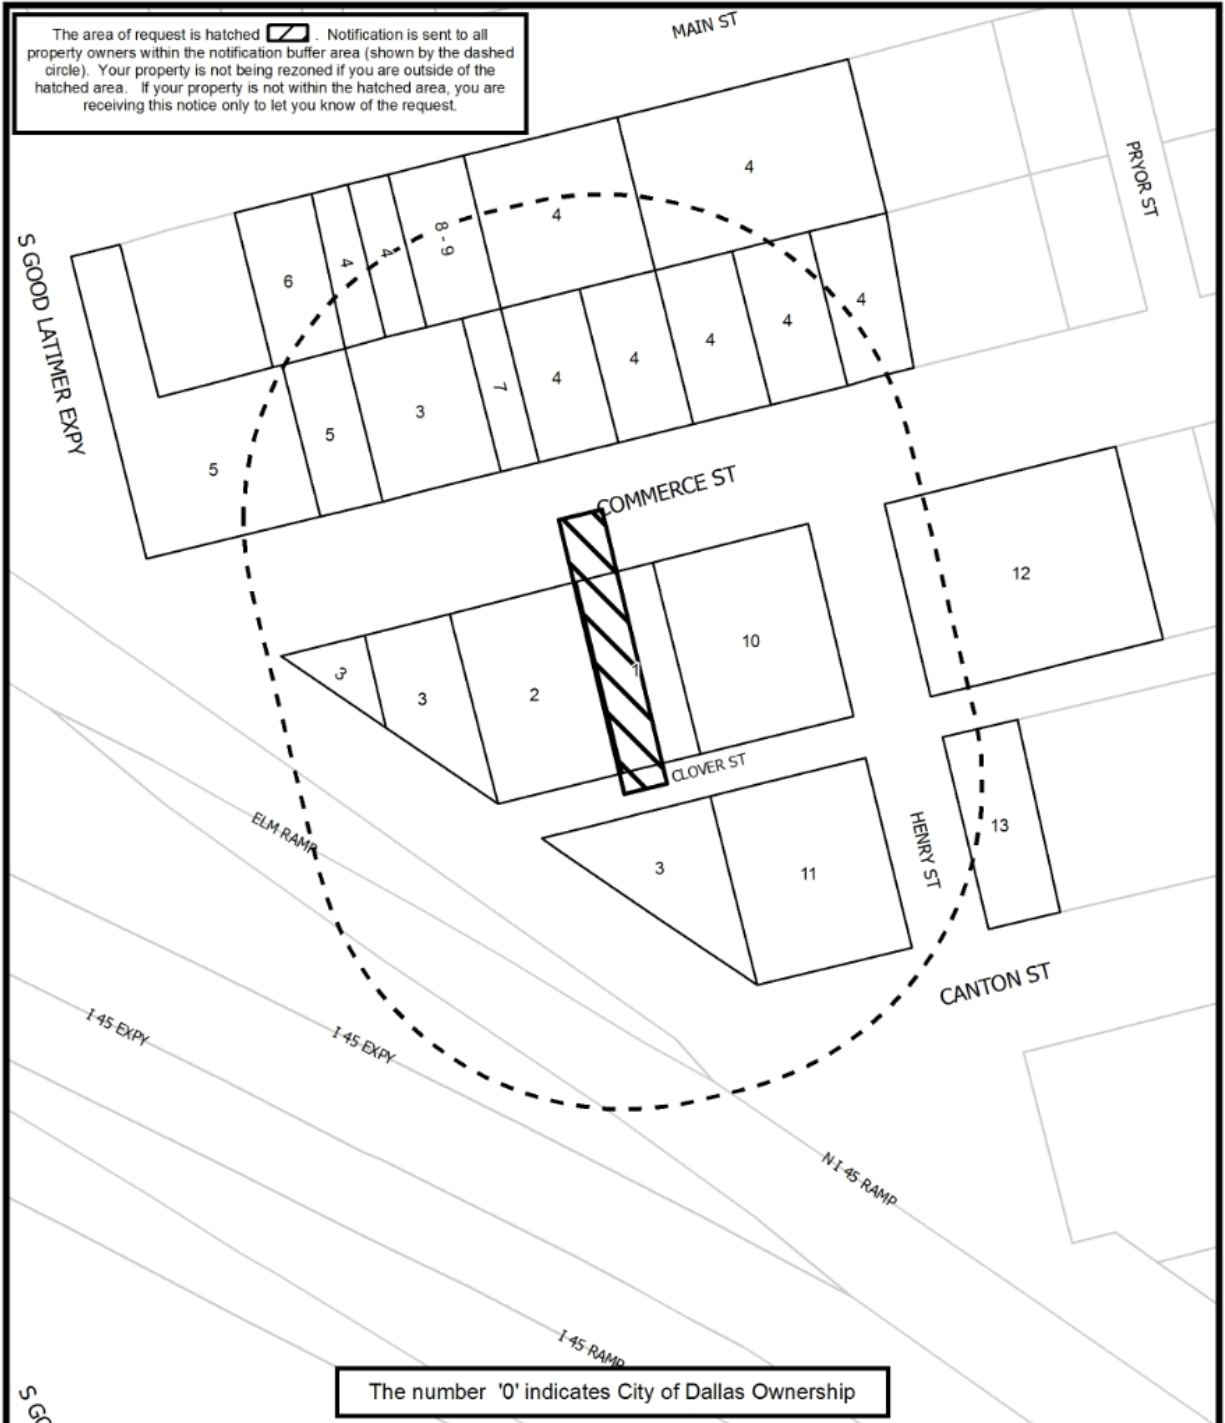 The area of request is hatched . Notification is sent to all
property owners within the notification buffer area (shown by the dashed
circle). Your property is not being rezoned if you are outside of the
hatched area. If your property is not within the hatched area, you are
receiving this notice only to let you know of the request.
MAIN ST
PRYOR ST
S GOOD LATIMER EXPY
4
4
8 - 9
4
4
6
4
4
4
4
4
7
3
5
5
COMMERCE ST
12
10
1
2
3
3
CLOVER ST
HENRY ST
13
11
3
ELM RAMP
CANTON ST
I 45 EXPY
I 45 EXPY
N I 45 RAMP
I 45 RAMP
The number '0' indicates City of Dallas Ownership
S GO